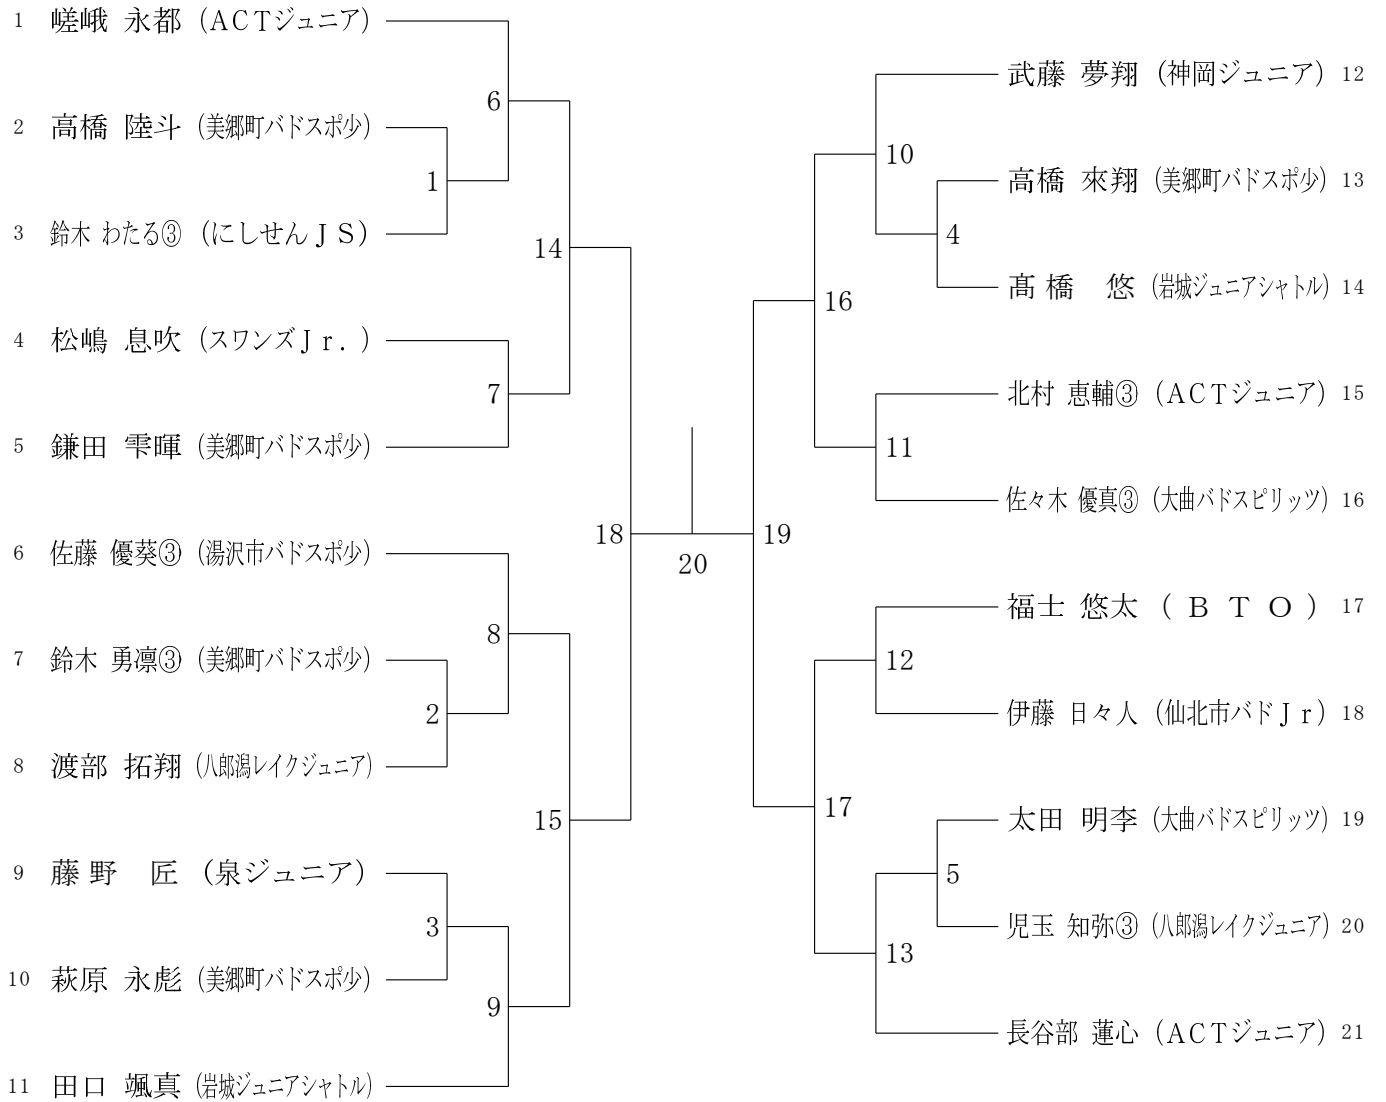 1 嵯峨 永都 (ACTジュニア)
2 高橋 陸斗 (美郷町バドスポ少)
3 鈴木 わたる③ (にしせんJS)
4 松嶋 息吹 (スワンズJr.)
5 鎌田 雫暉 (美郷町バドスポ少)
6 佐藤 優葵③ (湯沢市バドスポ少)
7 鈴木 勇凛③ (美郷町バドスポ少)
8 渡部 拓翔 (八郎潟レイクジュニア)
9 藤野 匠 (泉ジュニア)
10 萩原 永彪 (美郷町バドスポ少)
11 田口 颯真 (岩城ジュニアシャトル)
1
2
3
6
7
8
9
14
15
18
20
19
16
17
10
11
12
13
4
5
武藤 夢翔 (神岡ジュニア) 12
高橋 來翔 (美郷町バドスポ少) 13
髙橋 悠 (岩城ジュニアシャトル) 14
北村 恵輔③ (ACTジュニア) 15
佐々木 優真③ (大曲バドスピリッツ) 16
福士 悠太 (BTO) 17
伊藤 日々人 (仙北市バドJr) 18
太田 明李 (大曲バドスピリッツ) 19
児玉 知弥③ (八郎潟レイクジュニア) 20
長谷部 蓮心 (ACTジュニア) 21